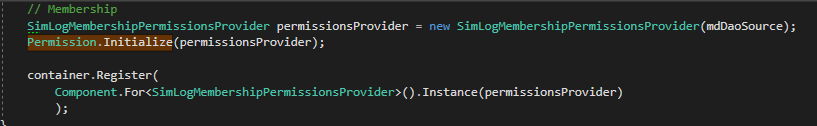 // Membership
SimLogMembershipPermissionsProvider permissionsProvider = new SimLogMembershipPermissionsProvider(mdDaoSource);
Permission.Initialize(permissionsProvider);
container.Register(
Component.For<SimLogMembershipPermissionsProvider>().Instance(permissionsProvider)
);
}